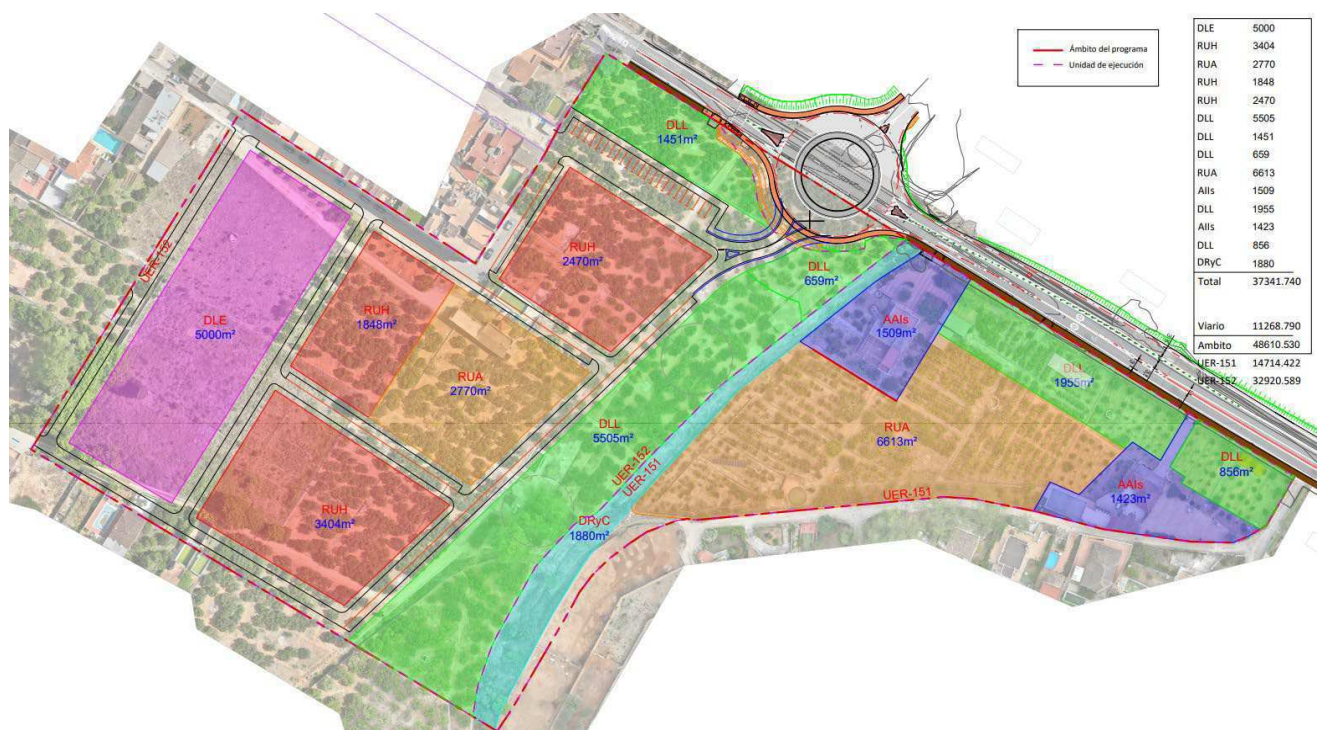 Ámbito del programa
Unidad de ejecución
DLE 5000
RUH 3404
RUA 2770
RUH 1848
RUH 2470
DLL 5505
DLL 1451
DLL 659
RUA 6613
AIIs 1509
DLL 1955
AIIs 1423
DLL 856
DRyC 1880
Total 37341.740
Viario 11268.790
Ambito 48610.530
UER-151 14714.422
UER-152 32920.589
DLL
1451m²
RUH
2470m²
DLL
659m²
UER-152
DLE
5000m²
RUH
1848m²
RUA
2770m²
AAIs
1509m²
DLL
1955m²
DLL
5505m²
RUA
6613m²
UER-152
UER-151
DLL
856m²
RUH
3404m²
DRyC
1880m²
UER-151
AAIs
1423m²